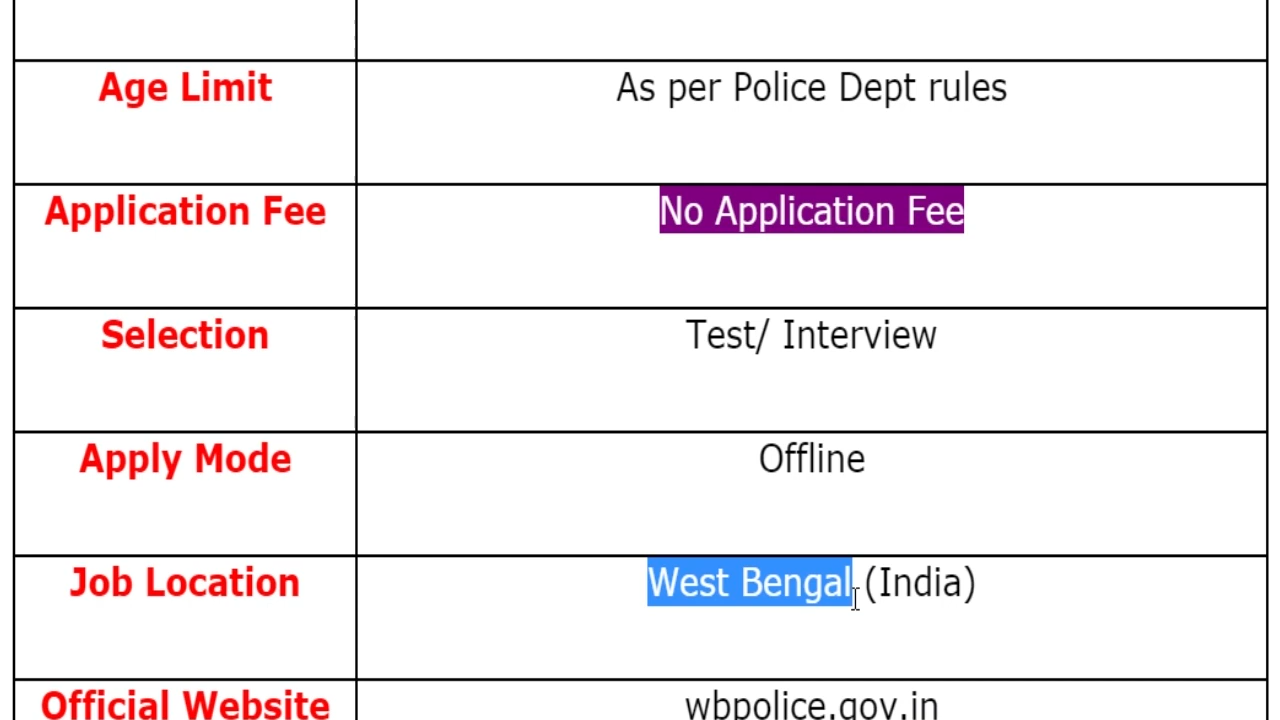 Age Limit
As per Police Dept rules
Application Fee
No Application Fee
Selection
Test/ Interview
Apply Mode
Offline
Job Location
West Bengal (India)
Official Website
wbpolice.gov.in